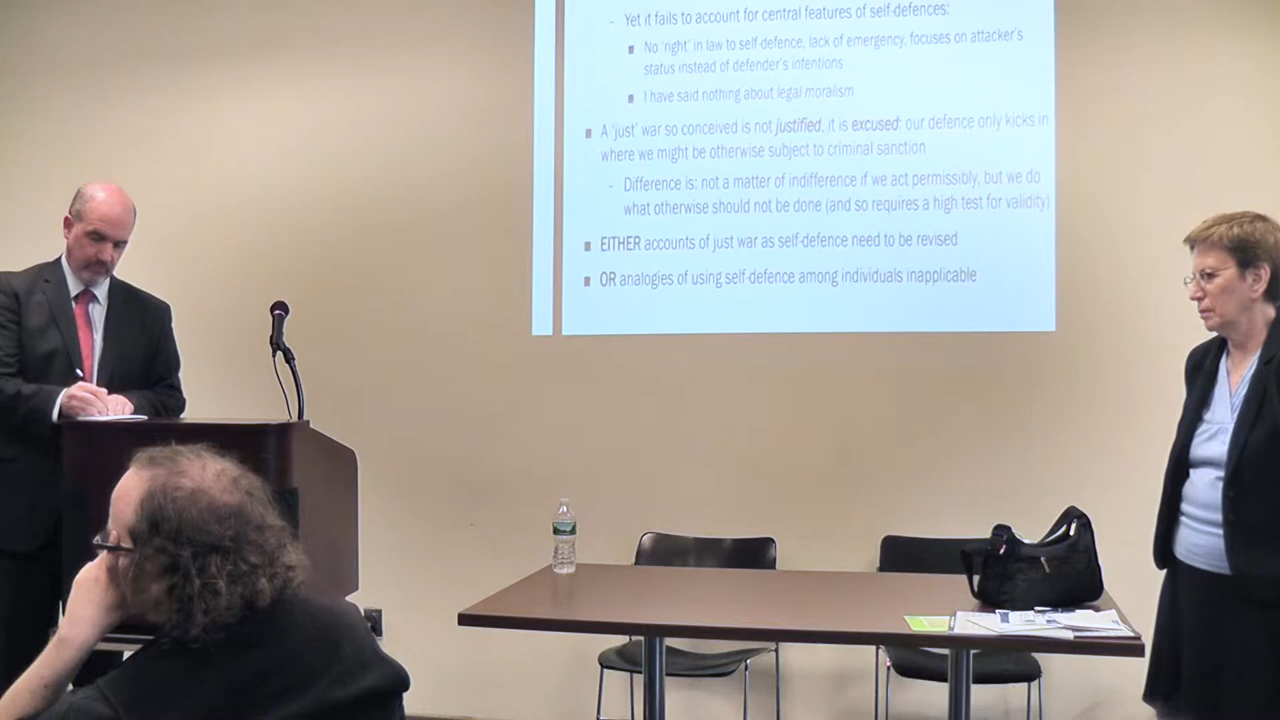 - Yet it fails to account for central features of self-defences:
■ No 'right' in law to self-defence, lack of emergency, focuses on attacker's
status instead of defender's intentions
■ I have said nothing about legal moralism
■ A 'just' war so conceived is not justified, it is excused: our defence only kicks in
where we might be otherwise subject to criminal sanction
- Difference is: not a matter of indifference if we act permissibly, but we do
what otherwise should not be done (and so requires a high test for validity)
■ EITHER accounts of just war as self-defence need to be revised
■ OR analogies of using self-defence among individuals inapplicable